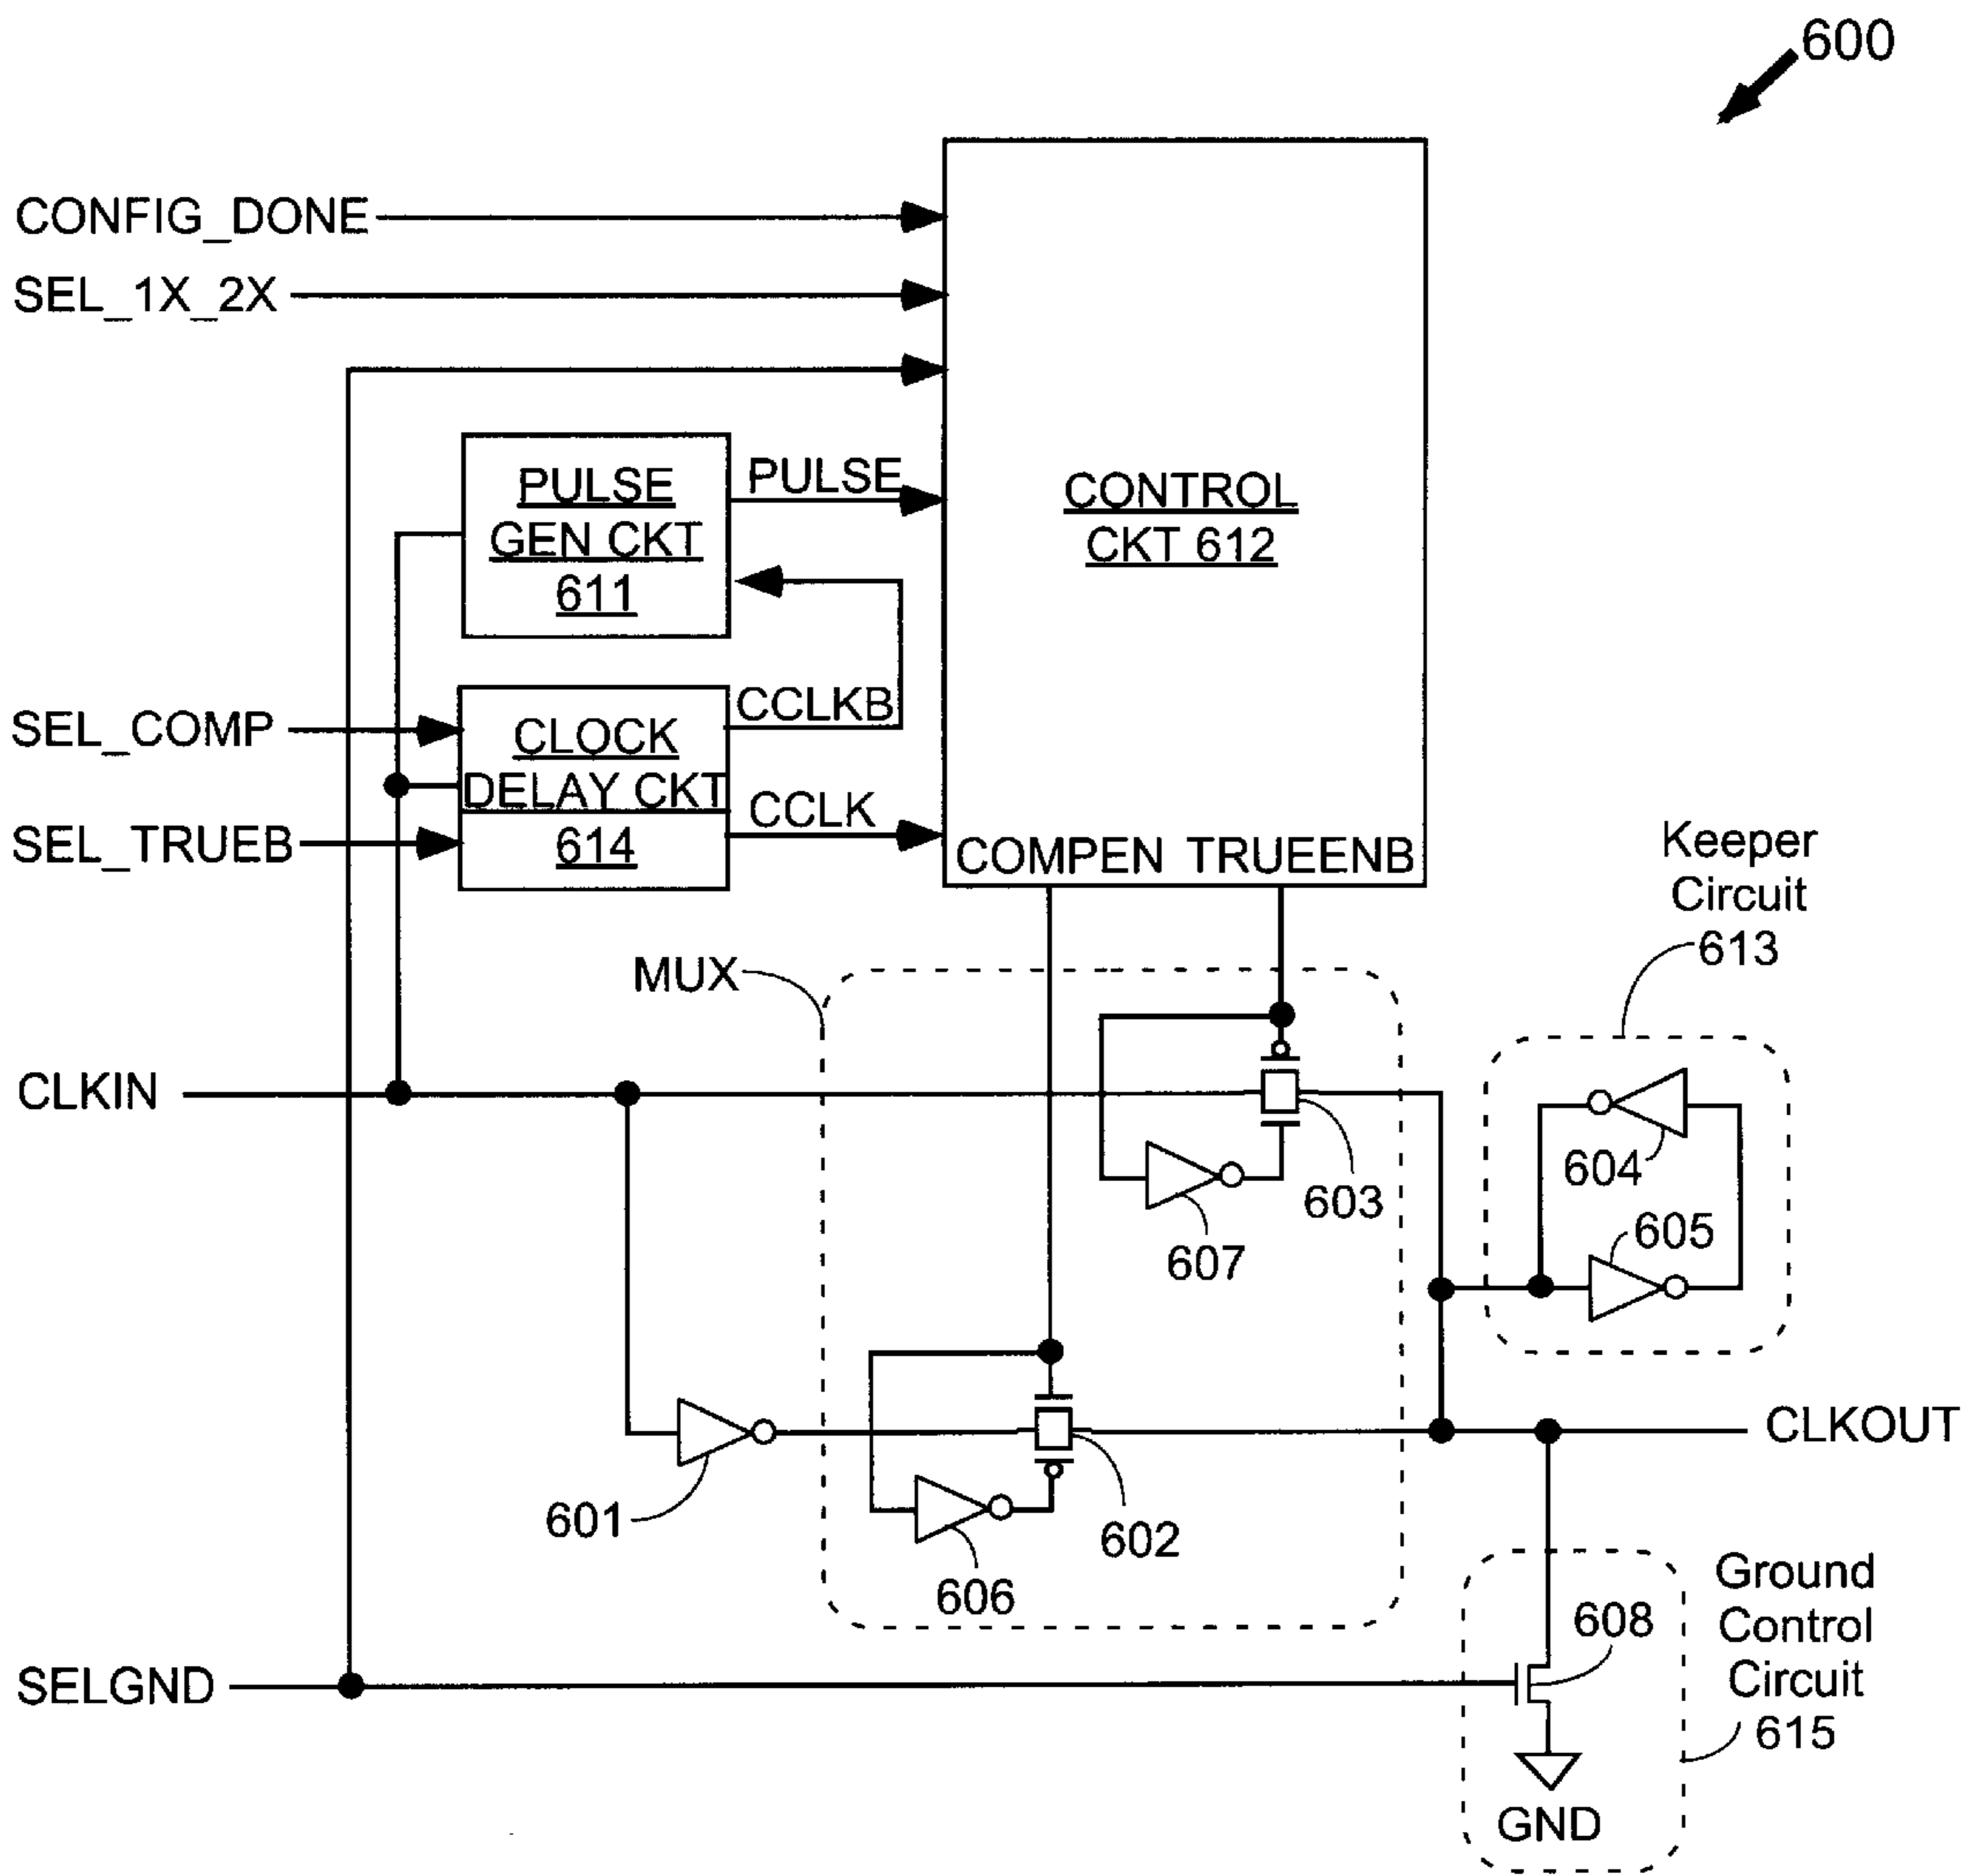 600
CONFIG_DONE
SEL_1X_2X
PULSE
GEN CKT
611
PULSE
CONTROL
CKT 612
SEL_COMP
CLOCK
DELAY CKT
614
CCLKB
CCLK
SEL_TRUEB
COMPEN TRUEENB
Keeper
Circuit
613
MUX
CLKIN
603
607
604
605
601
606
602
CLKOUT
SELGND
608
Ground
Control
Circuit
615
GND